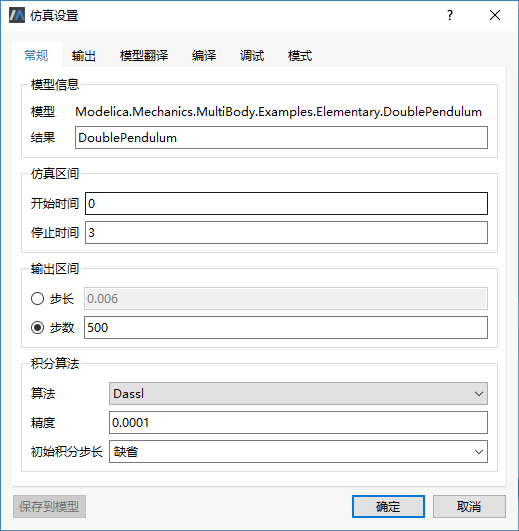 仿真设置
常规 输出 模型翻译 编译 调试 模式
模型信息
模型 Modelica.Mechanics.MultiBody.Examples.Elementary.DoublePendulum
结果 DoublePendulum
仿真区间
开始时间 0
停止时间 3
输出区间
步长 0.006
步数 500
积分算法
算法 Dassl
精度 0.0001
初始积分步长 缺省
保存到模型 确定 取消